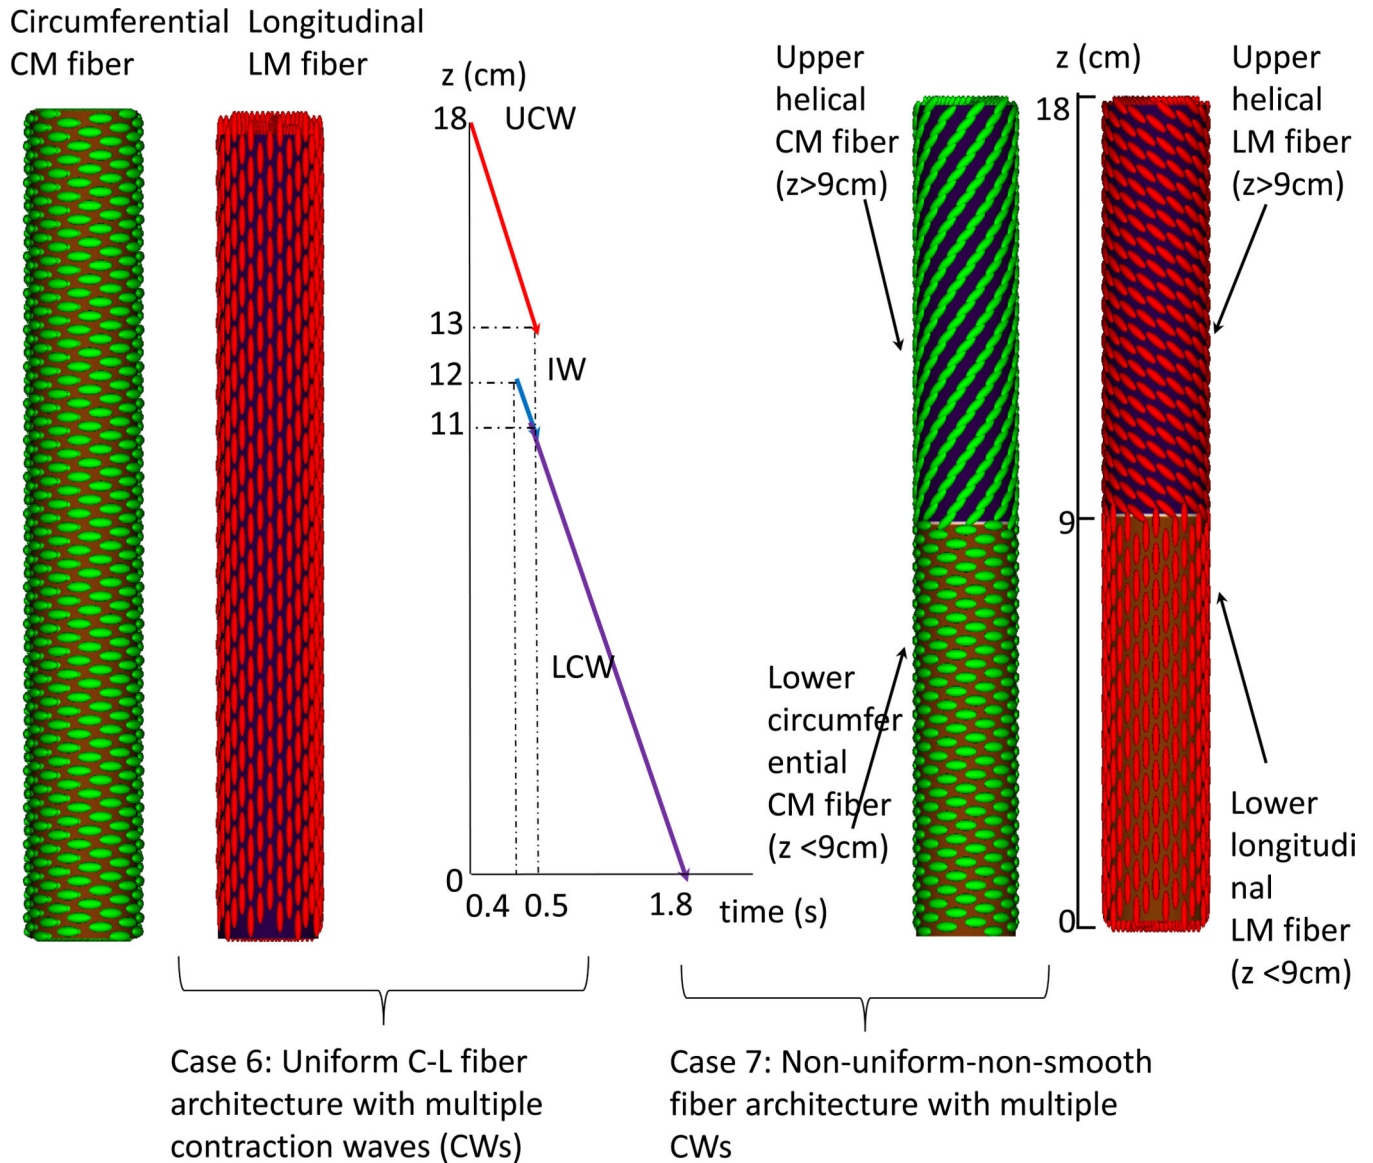 Circumferential
CM fiber
Longitudinal
LM fiber
z (cm)
18
UCW
13
12
IW
11
LCW
0
0.4
0.5
1.8
time (s)
Upper
helical
CM fiber
(z>9cm)
z (cm)
18
9
0
Upper
helical
LM fiber
(z>9cm)
Lower
circumfer
ential
CM fiber
(z <9cm)
Lower
longitudi
nal
LM fiber
(z <9cm)
Case 6: Uniform C-L fiber
architecture with multiple
contraction waves (CWs)
Case 7: Non-uniform-non-smooth
fiber architecture with multiple
CWs